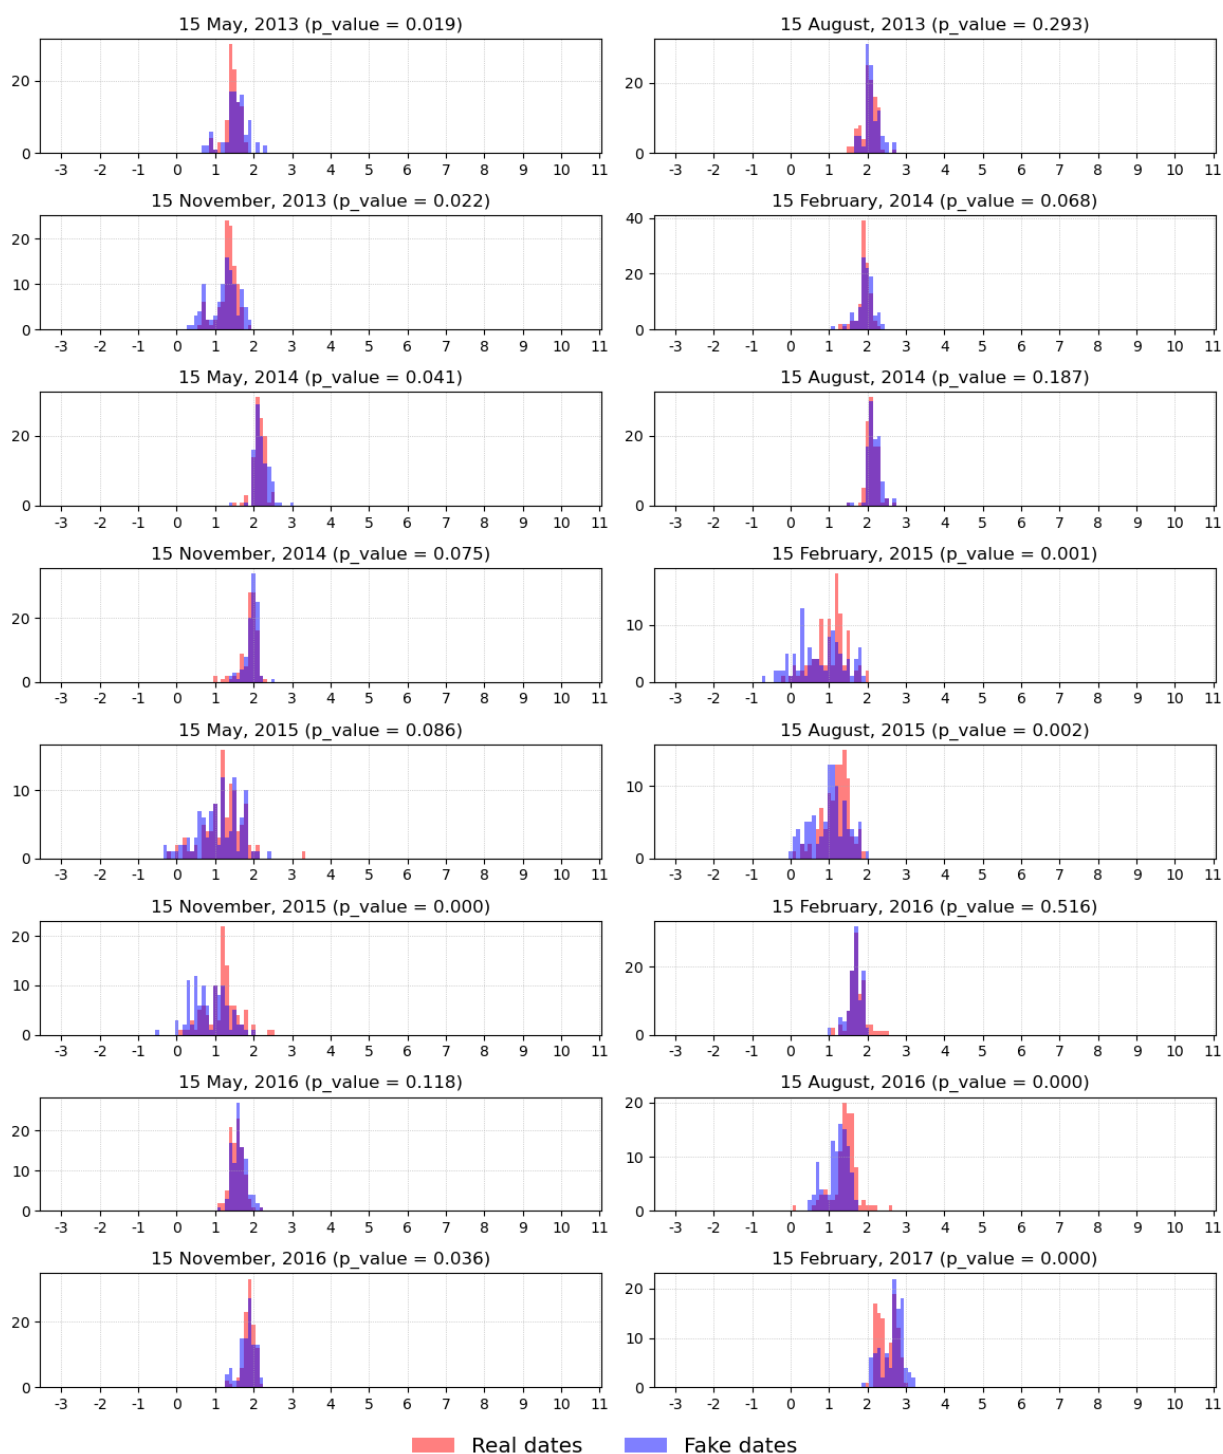 15 May, 2013 (p_value = 0.019)
20
0
-3 -2 -1 0 1 2 3 4 5 6 7 8 9 10 11
15 August, 2013 (p_value = 0.293)
20
0
-3 -2 -1 0 1 2 3 4 5 6 7 8 9 10 11
15 November, 2013 (p_value = 0.022)
20
10
0
-3 -2 -1 0 1 2 3 4 5 6 7 8 9 10 11
15 February, 2014 (p_value = 0.068)
40
20
0
-3 -2 -1 0 1 2 3 4 5 6 7 8 9 10 11
15 May, 2014 (p_value = 0.041)
20
0
-3 -2 -1 0 1 2 3 4 5 6 7 8 9 10 11
15 August, 2014 (p_value = 0.187)
20
0
-3 -2 -1 0 1 2 3 4 5 6 7 8 9 10 11
15 November, 2014 (p_value = 0.075)
20
0
-3 -2 -1 0 1 2 3 4 5 6 7 8 9 10 11
15 February, 2015 (p_value = 0.001)
10
0
-3 -2 -1 0 1 2 3 4 5 6 7 8 9 10 11
15 May, 2015 (p_value = 0.086)
10
0
-3 -2 -1 0 1 2 3 4 5 6 7 8 9 10 11
15 August, 2015 (p_value = 0.002)
10
0
-3 -2 -1 0 1 2 3 4 5 6 7 8 9 10 11
15 November, 2015 (p_value = 0.000)
20
10
0
-3 -2 -1 0 1 2 3 4 5 6 7 8 9 10 11
15 February, 2016 (p_value = 0.516)
20
0
-3 -2 -1 0 1 2 3 4 5 6 7 8 9 10 11
15 May, 2016 (p_value = 0.118)
20
10
0
-3 -2 -1 0 1 2 3 4 5 6 7 8 9 10 11
15 August, 2016 (p_value = 0.000)
20
10
0
-3 -2 -1 0 1 2 3 4 5 6 7 8 9 10 11
15 November, 2016 (p_value = 0.036)
20
0
-3 -2 -1 0 1 2 3 4 5 6 7 8 9 10 11
15 February, 2017 (p_value = 0.000)
20
10
0
-3 -2 -1 0 1 2 3 4 5 6 7 8 9 10 11
Real dates Fake dates